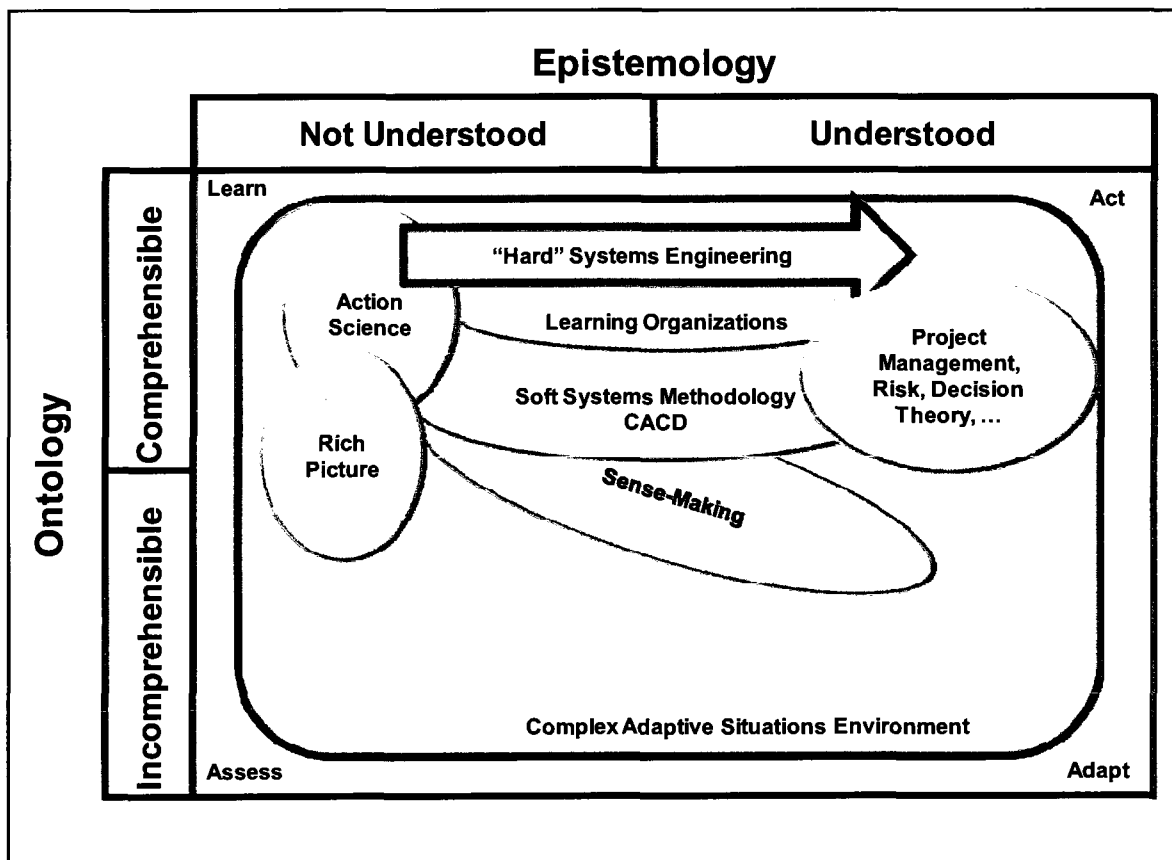 Epistemology
Not Understood
Understood
Ontology
Comprehensible
Incomprehensible
Learn
Act
“Hard” Systems Engineering
Action
Science
Learning Organizations
Project
Management,
Risk, Decision
Theory, …
Soft Systems Methodology
CACD
Rich
Picture
Sense-Making
Complex Adaptive Situations Environment
Assess
Adapt